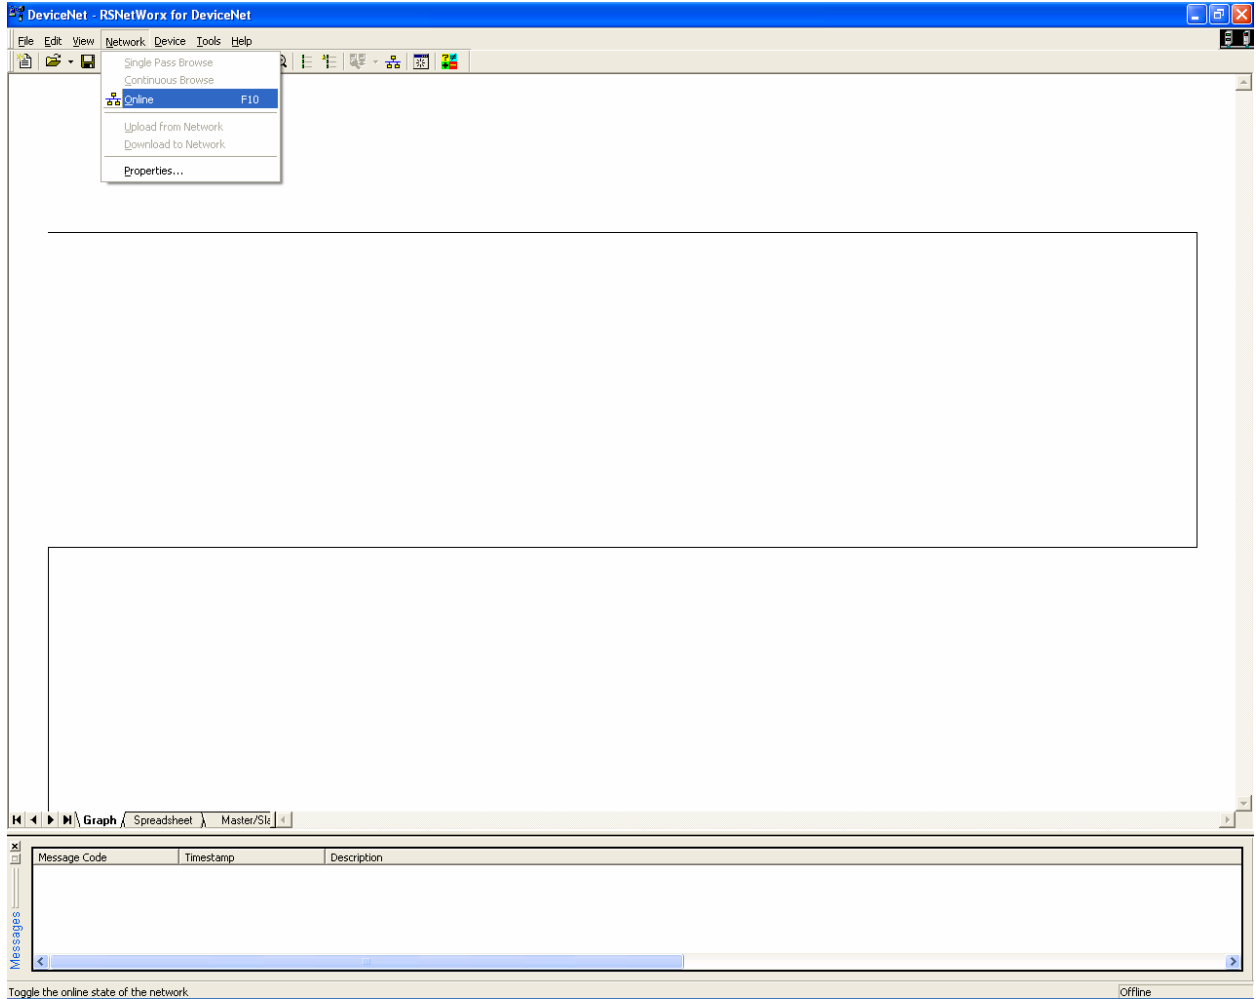 DeviceNet - RSNetWorx for DeviceNet
File Edit View Network Device Tools Help
Single Pass Browse
Continuous Browse
Online F10
Upload from Network
Download to Network
Properties...
Graph Spreadsheet Master/Sla
Message Code Timestamp Description
Messages
Toggle the online state of the network Offline